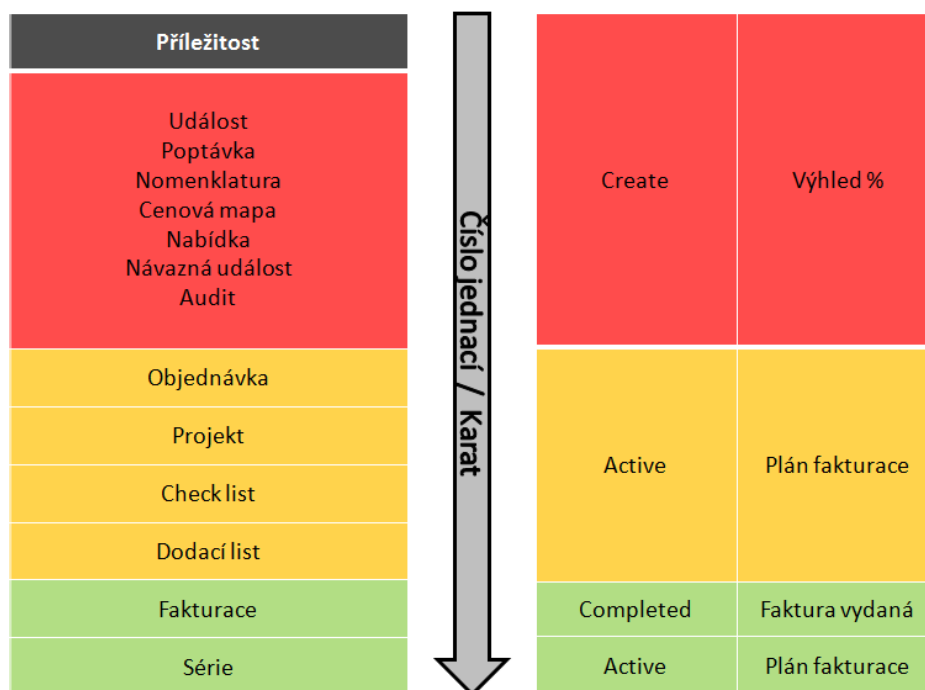 Příležitost
Událost
Poptávka
Nomenklatura
Cenová mapa
Nabídka
Návazná událost
Audit
Objednávka
Projekt
Check list
Dodací list
Fakturace
Série
Číslo jednací / Karat
Create
Výhled %
Active
Plán fakturace
Completed
Faktura vydaná
Active
Plán fakturace